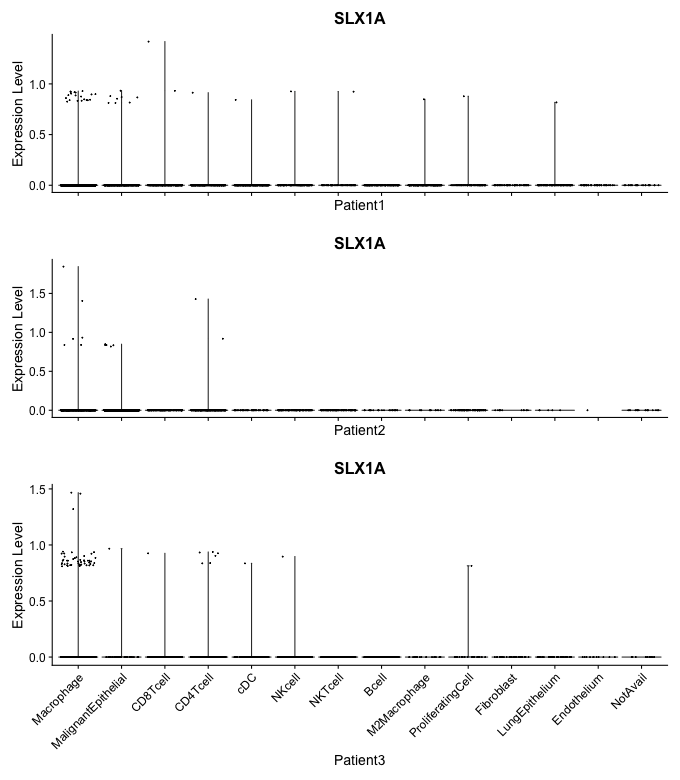 SLX1A
Expression Level
1.0
0.5
0.0
Patient1
SLX1A
Expression Level
1.5
1.0
0.5
0.0
Patient2
SLX1A
Expression Level
1.5
1.0
0.5
0.0
Macrophage
MalignantEpithelial
CD8Tcell
CD4Tcell
cDC
NKcell
NKTcell
Bcell
M2Macrophage
ProliferatingCell
Fibroblast
LungEpithelium
Endothelium
NotAvail
Patient3